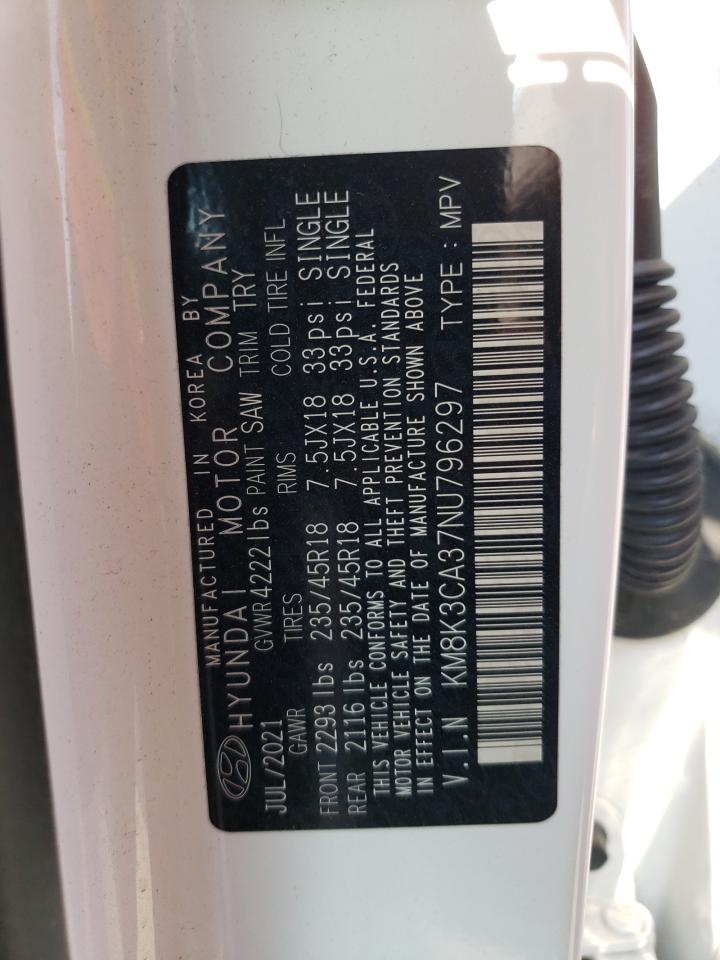 MANUFACTURED IN KOREA BY
HYUNDAI MOTOR COMPANY
JUL/2021 GVWR 4222 lbs PAINT SAW TRIM TRY
GAWR TIRES RIMS COLD TIRE INFL.
FRONT 2293 lbs 235/45R18 7.5JX18 33psi SINGLE
REAR 2116 lbs 235/45R18 7.5JX18 33psi SINGLE
THIS VEHICLE CONFORMS TO ALL APPLICABLE U.S.A. FEDERAL
MOTOR VEHICLE SAFETY AND THEFT PREVENTION STANDARDS
IN EFFECT ON THE DATE OF MANUFACTURE SHOWN ABOVE
V.I.N KM8K3CA37NU796297 TYPE : MPV